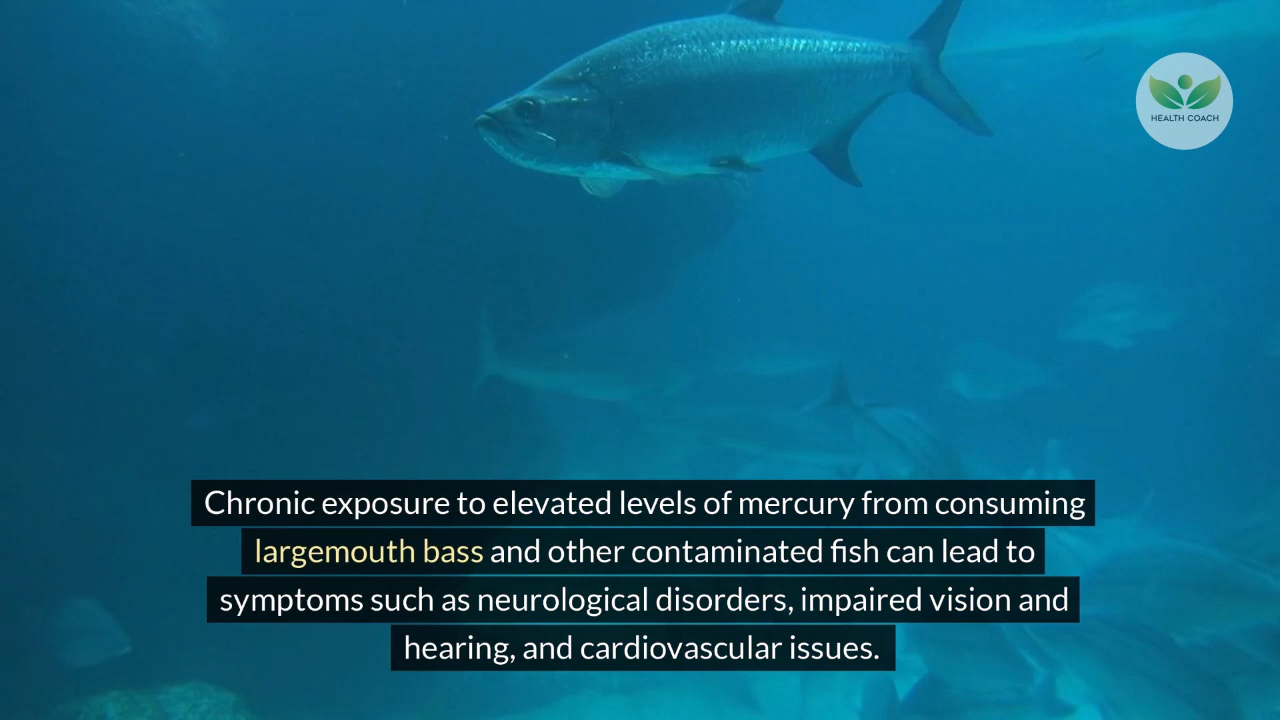 HEALTH COACH
Chronic exposure to elevated levels of mercury from consuming
largemouth bass and other contaminated fish can lead to
symptoms such as neurological disorders, impaired vision and
hearing, and cardiovascular issues.